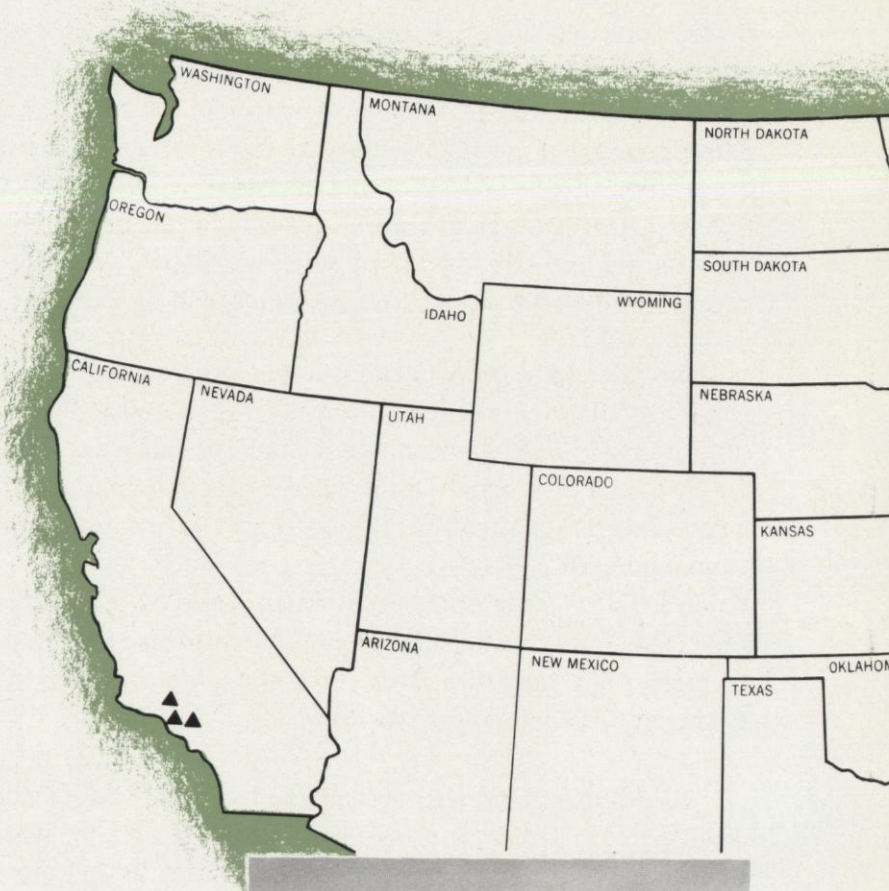 WASHINGTON
MONTANA
NORTH DAKOTA
OREGON
SOUTH DAKOTA
IDAHO
WYOMING
CALIFORNIA
NEVADA
UTAH
NEBRASKA
COLORADO
KANSAS
ARIZONA
NEW MEXICO
OKLAHOM
TEXAS